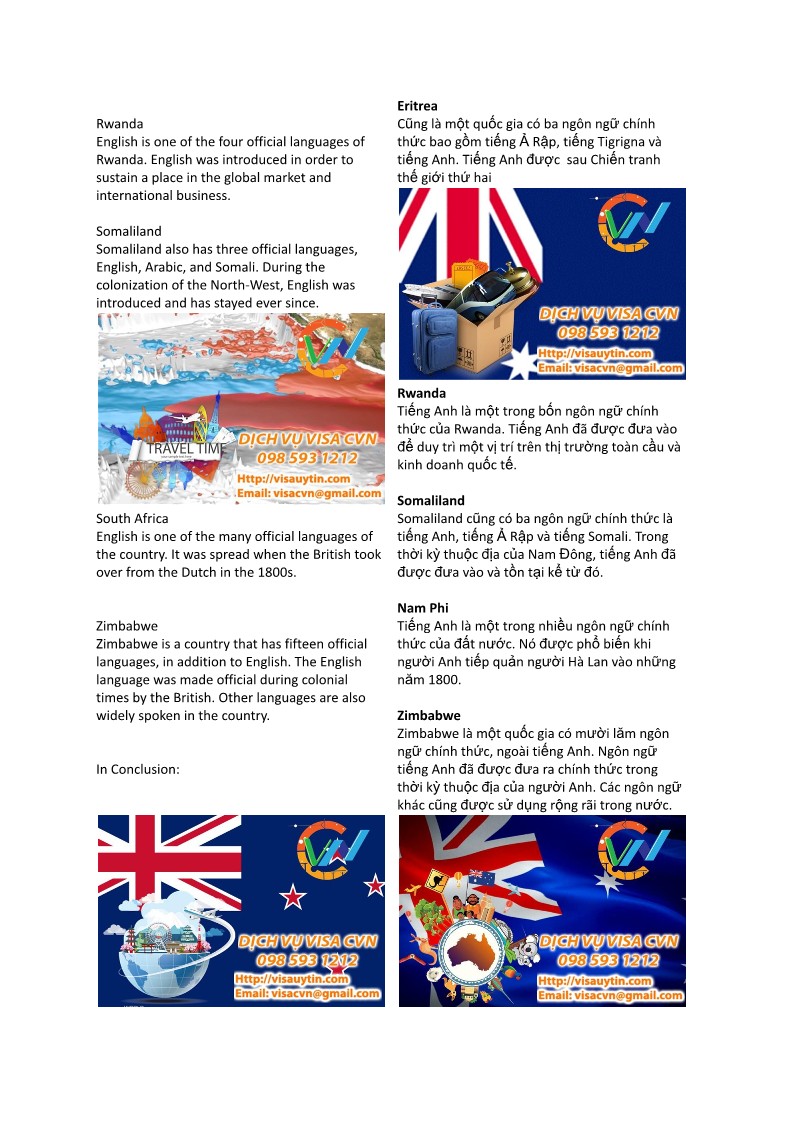 Rwanda
English is one of the four official languages of
Rwanda. English was introduced in order to
sustain a place in the global market and
international business.
Somaliland
Somaliland also has three official languages,
English, Arabic, and Somali. During the
colonization of the North-West, English was
introduced and has stayed ever since.
CVN
TRAVEL TIME
DỊCH VỤ VISA CVN
098 593 1212
Http://visauytin.com
Email: visacvn@gmail.com
South Africa
English is one of the many official languages of
the country. It was spread when the British took
over from the Dutch in the 1800s.
Zimbabwe
Zimbabwe is a country that has fifteen official
languages, in addition to English. The English
language was made official during colonial
times by the British. Other languages are also
widely spoken in the country.
In Conclusion:
CVN
DỊCH VỤ VISA CVN
098 593 1212
Http://visauytin.com
Email: visacvn@gmail.com
Eritrea
Cũng là một quốc gia có ba ngôn ngữ chính
thức bao gồm tiếng Ả Rập, tiếng Tigrigna và
tiếng Anh. Tiếng Anh được  sau Chiến tranh
thế giới thứ hai
CVN
DỊCH VỤ VISA CVN
098 593 1212
Http://visauytin.com
Email: visacvn@gmail.com
Rwanda
Tiếng Anh là một trong bốn ngôn ngữ chính
thức của Rwanda. Tiếng Anh đã được đưa vào
để duy trì một vị trí trên thị trường toàn cầu và
kinh doanh quốc tế.
Somaliland
Somaliland cũng có ba ngôn ngữ chính thức là
tiếng Anh, tiếng Ả Rập và tiếng Somali. Trong
thời kỳ thuộc địa của Nam Đông, tiếng Anh đã
được đưa vào và tồn tại kể từ đó.
Nam Phi
Tiếng Anh là một trong nhiều ngôn ngữ chính
thức của đất nước. Nó được phổ biến khi
người Anh tiếp quản người Hà Lan vào những
năm 1800.
Zimbabwe
Zimbabwe là một quốc gia có mười lăm ngôn
ngữ chính thức, ngoài tiếng Anh. Ngôn ngữ
tiếng Anh đã được đưa ra chính thức trong
thời kỳ thuộc địa của người Anh. Các ngôn ngữ
khác cũng được sử dụng rộng rãi trong nước.
CVN
DỊCH VỤ VISA CVN
098 593 1212
Http://visauytin.com
Email: visacvn@gmail.com